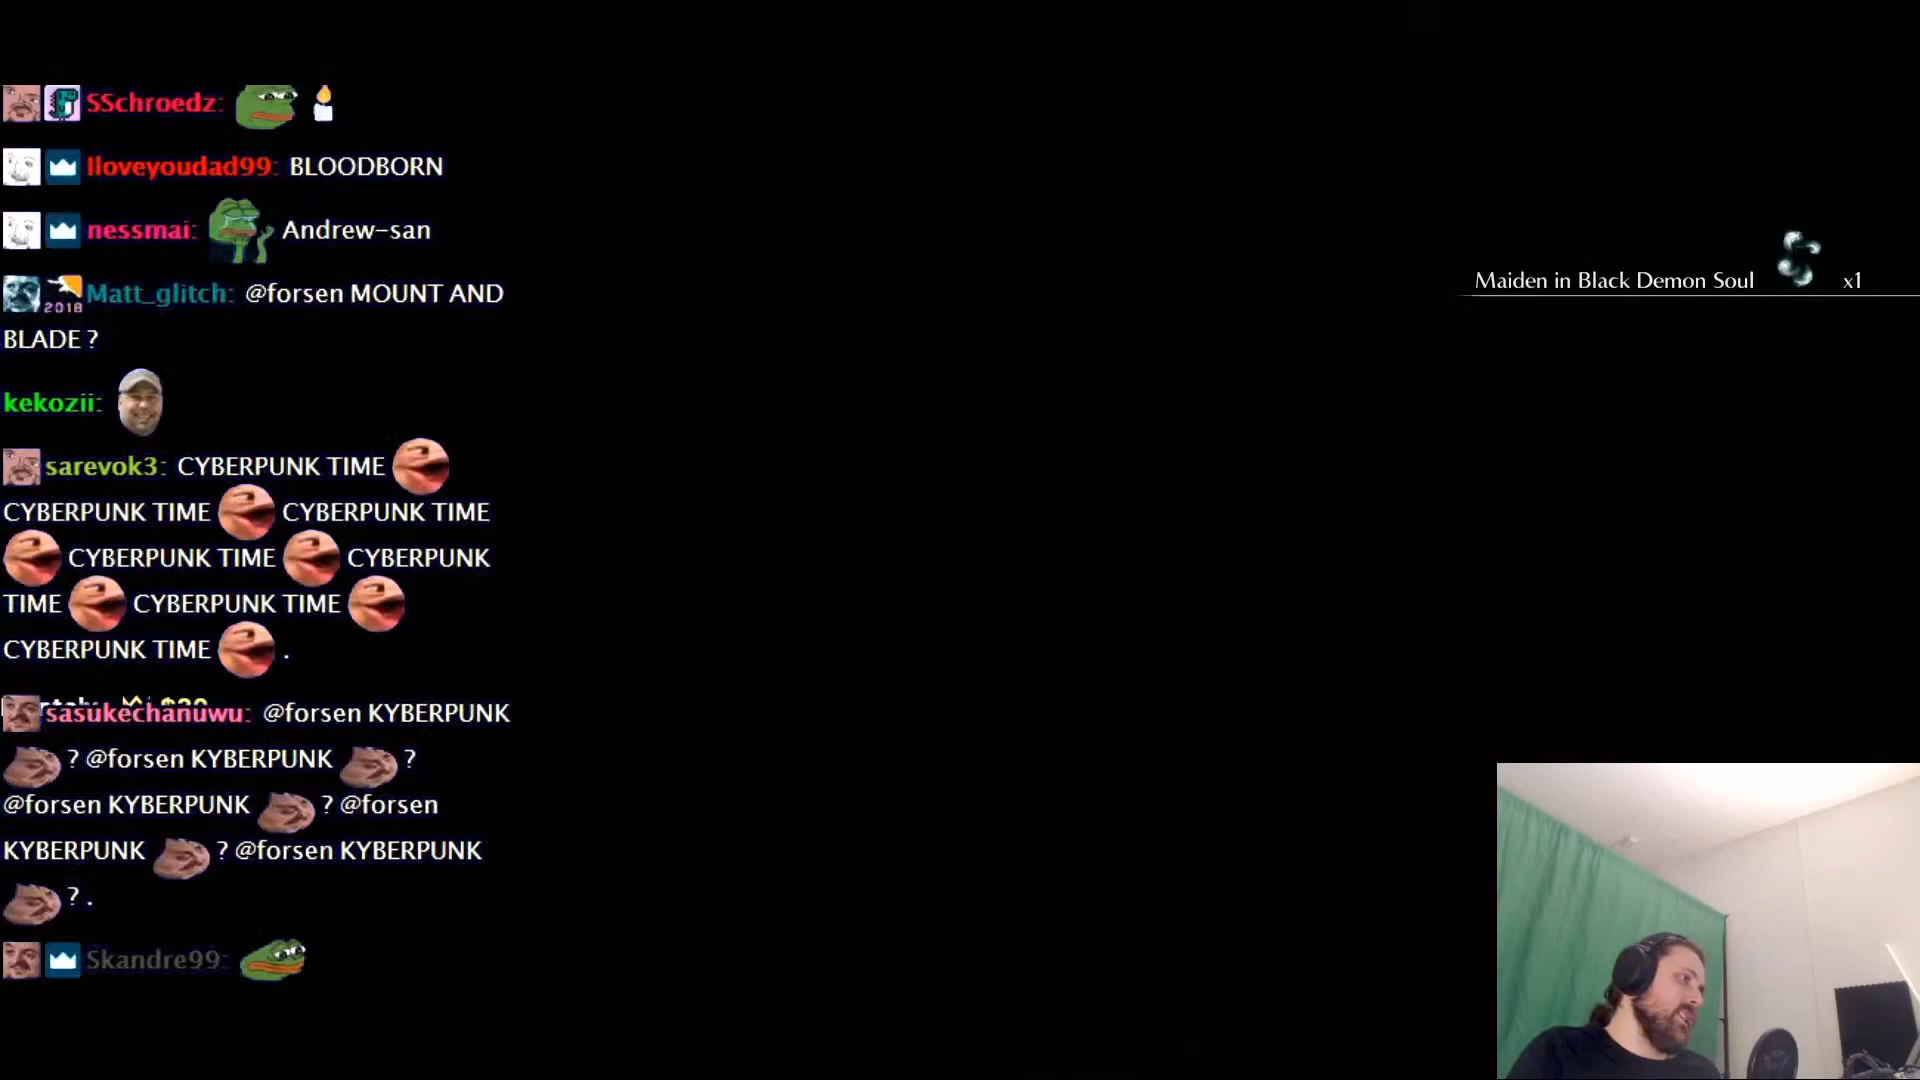 SSchroedz:
Iloveyoudad99: BLOODBORN
nessmai: Andrew-san
2018 Matt_glitch: @forsen MOUNT AND
BLADE ?
kekozii:
sarevok3: CYBERPUNK TIME
CYBERPUNK TIME CYBERPUNK TIME
CYBERPUNK TIME CYBERPUNK
TIME CYBERPUNK TIME
CYBERPUNK TIME .
sasukechanuwu: @forsen KYBERPUNK
? @forsen KYBERPUNK ?
@forsen KYBERPUNK ? @forsen
KYBERPUNK ? @forsen KYBERPUNK
? .
Skandre99:
Maiden in Black Demon Soul x1